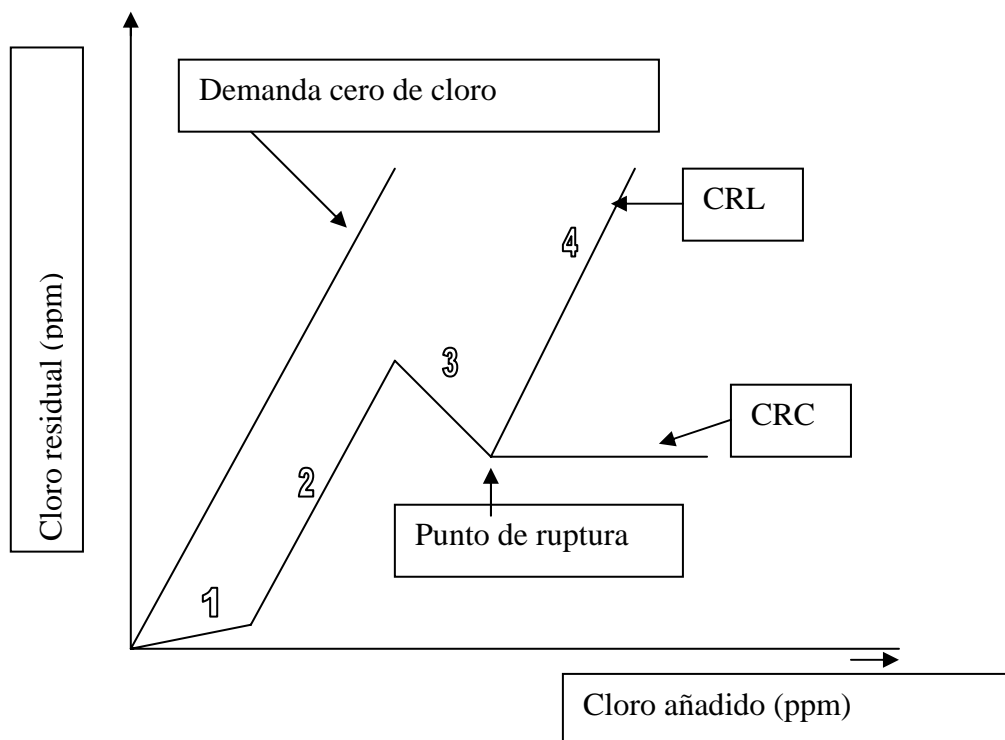 Demanda cero de cloro
CRL
4
3
CRC
2
Punto de ruptura
1
Cloro residual (ppm)
Cloro añadido (ppm)